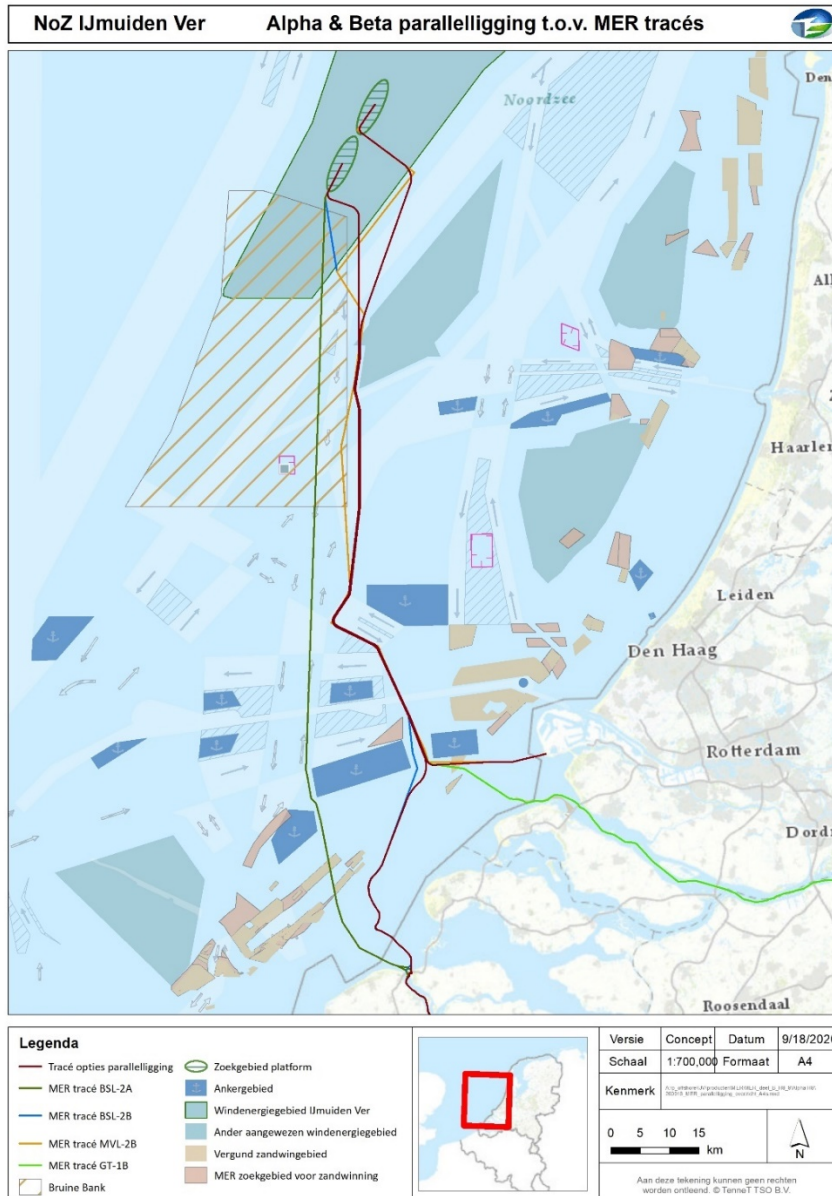 NoZ IJmuiden Ver Alpha & Beta parallelligging t.o.v. MER tracés
Noordzee
Den
Al
Haarlem
Leiden
Den Haag
Rotterdam
Dordr
Roosendaal
Legenda
Tracé opties parallelligging
MER tracé BSL-2A
MER tracé BSL-2B
MER tracé MVL-2B
MER tracé GT-1B
Bruine Bank
Zoekgebied platform
Ankergebied
Windenergiegebied IJmuiden Ver
Ander aangewezen windenergiegebied
Vergund zandwingebied
MER zoekgebied voor zandwinning
Versie Concept Datum 9/18/2020
Schaal 1:700,000 Formaat A4
Kenmerk
0 5 10 15
km
N
Aan deze tekening kunnen geen rechten
worden ontleend. © TenneT TSO B.V.